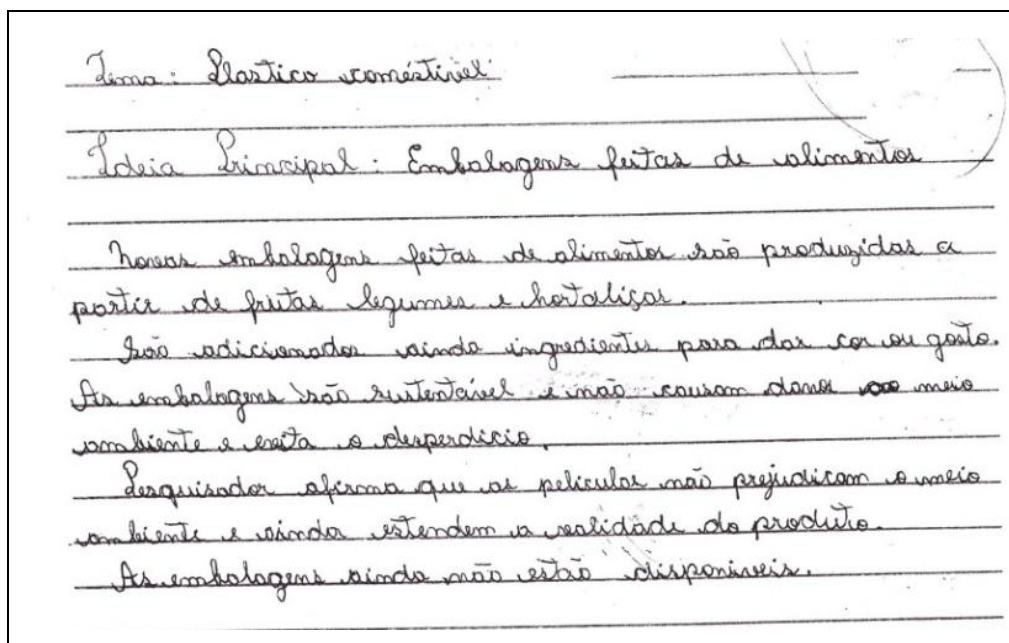 Tema: Plastico coméstivel
Ideia Principal: Embalagens feitas de alimentos
Novas embalagens feitas de alimentos são produzidas a
partir de frutas legumes e hortaliças.
São adicionados ainda ingredientes para dar cor ou gosto.
As embalagens são sustentável e não causam danos ao meio
ambiente e evita o desperdício.
Pesquisador afirma que as peliculas não prejudicam o meio
ambiente e ainda estendem a validade do produto.
As embalagens ainda não estão disponiveis.